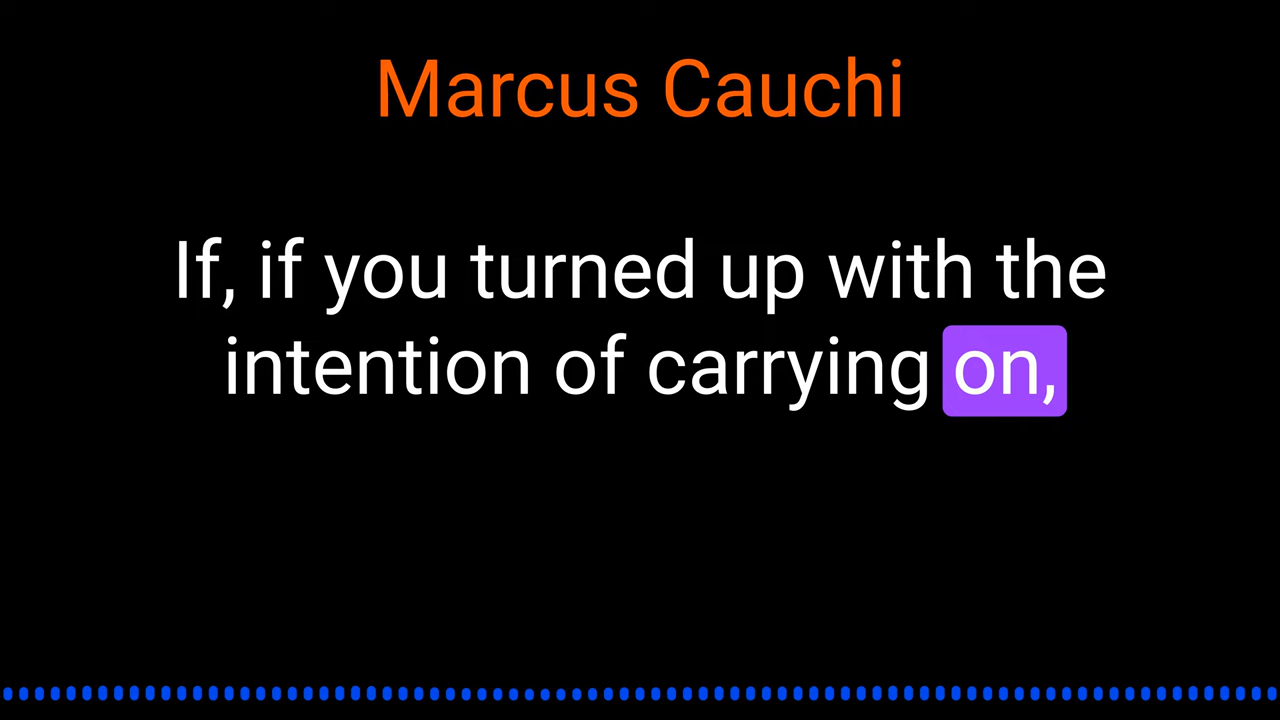 Marcus Cauchi
If, if you turned up with the
intention of carrying on,